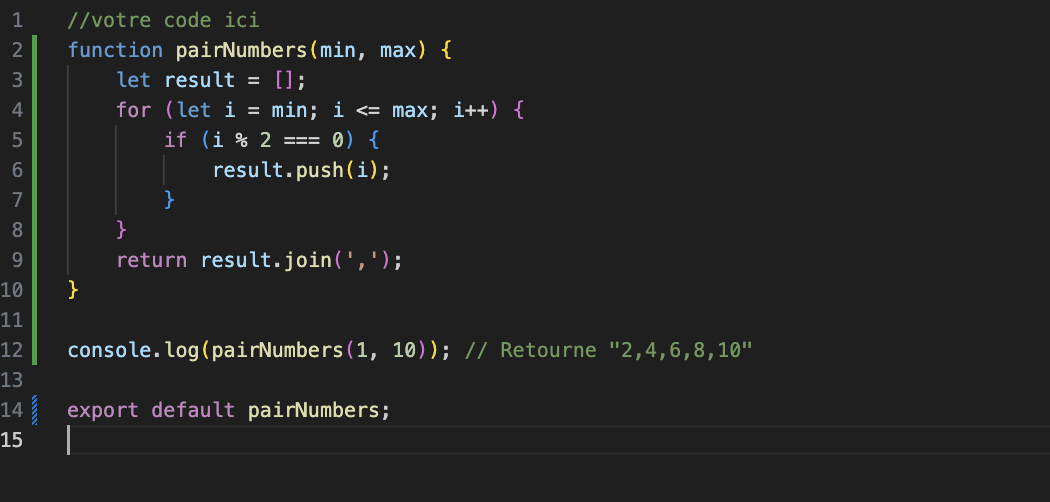 1 //votre code ici
2 function pairNumbers(min, max) {
3 let result = [];
4 for (let i = min; i <= max; i++) {
5 if (i % 2 === 0) {
6 result.push(i);
7 }
8 }
9 return result.join(',');
10 }
11
12 console.log(pairNumbers(1, 10)); // Retourne "2,4,6,8,10"
13
14 export default pairNumbers;
15